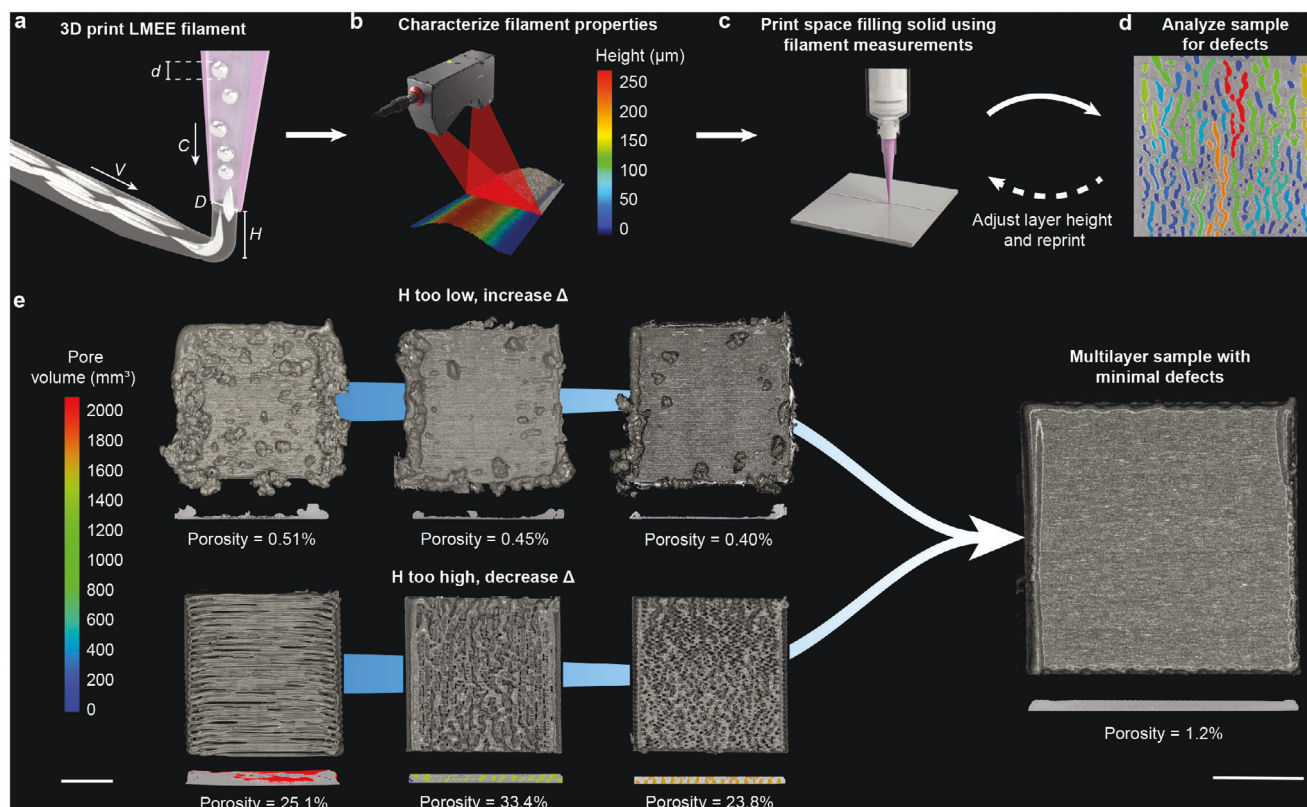 a
3D print LMEE filament
d
C
V
D
H
b
Characterize filament properties
Height (µm)
250
200
150
100
50
0
c
Print space filling solid using
filament measurements
Adjust layer height
and reprint
d
Analyze sample
for defects
e
H too low, increase Δ
Pore
volume (mm³)
2000
1800
1600
1400
1200
1000
800
600
400
200
0
Porosity = 0.51%
Porosity = 0.45%
Porosity = 0.40%
H too high, decrease Δ
Porosity = 25.1%
Porosity = 33.4%
Porosity = 23.8%
Multilayer sample with
minimal defects
Porosity = 1.2%